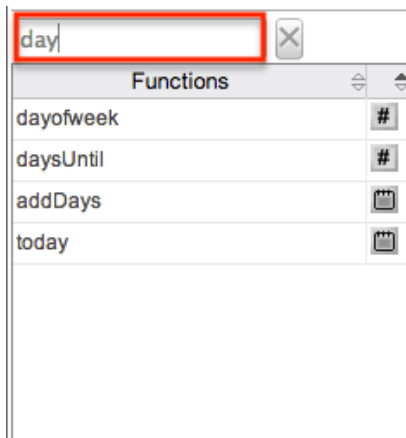 day
Functions
dayofweek #
daysUntil #
addDays
today